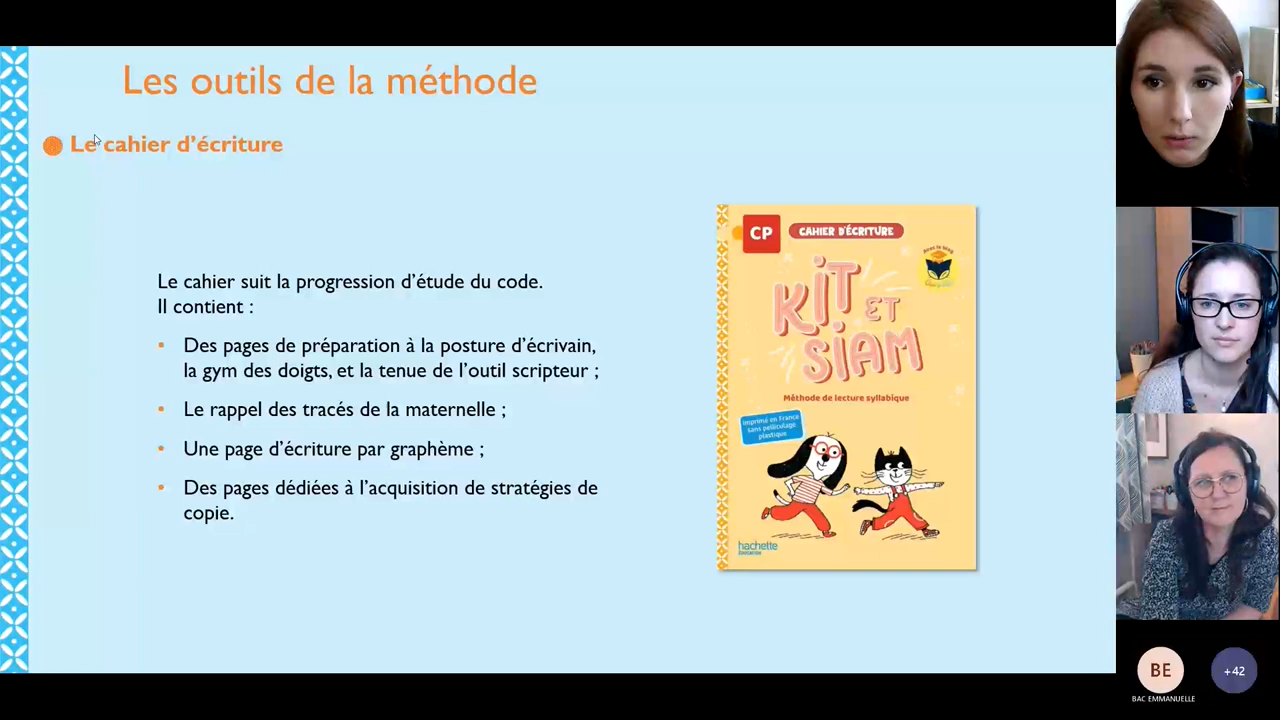 Les outils de la méthode
Le cahier d'écriture
Le cahier suit la progression d'étude du code.
Il contient :
• Des pages de préparation à la posture d'écrivain,
la gym des doigts, et la tenue de l'outil scripteur ;
• Le rappel des tracés de la maternelle ;
• Une page d'écriture par graphème ;
• Des pages dédiées à l'acquisition de stratégies de
copie.
CP
CAHIER D'ÉCRITURE
KIT ET
SIAM
Méthode de lecture syllabique
Imprimé en France
sans pelliculage
plastique
hachette
ÉDUCATION
BE
+42
BAC EMMANUELLE